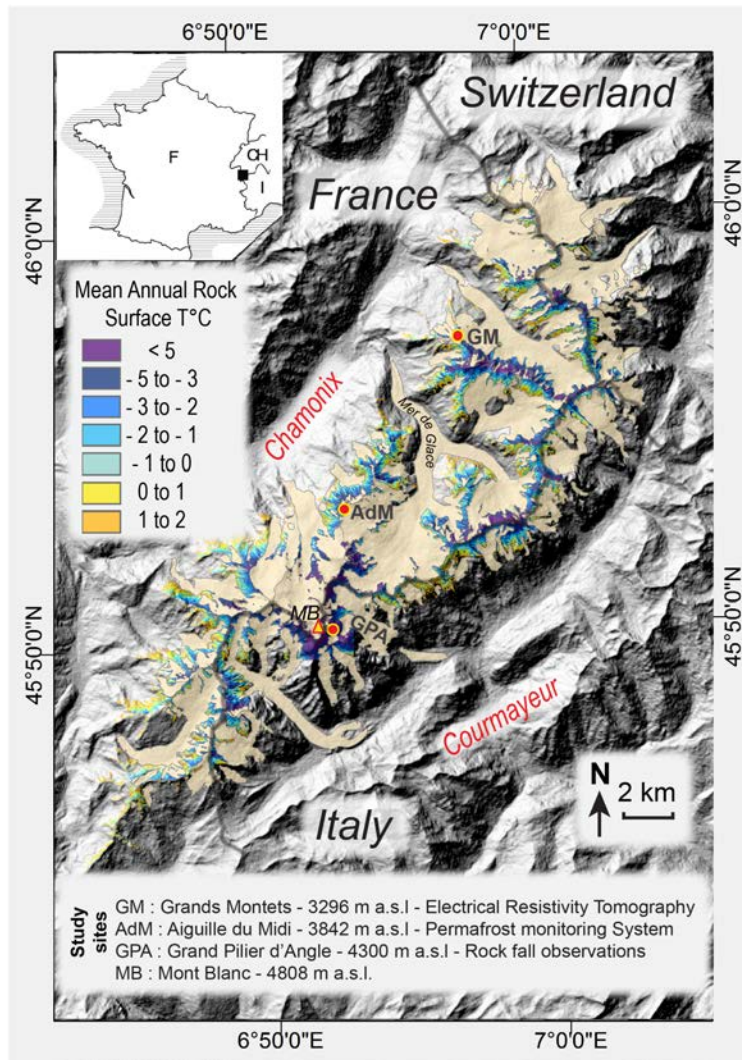 6°50'0"E
7°0'0"E
Switzerland
F
CH
I
France
46°0'0"N
46°0'0"N
Mean Annual Rock
Surface T°C
< 5
- 5 to - 3
- 3 to - 2
- 2 to - 1
- 1 to 0
0 to 1
1 to 2
GM
Chamonix
Mer de Glace
AdM
MB
GPA
45°50'0"N
45°50'0"N
Courmayeur
N
2 km
Italy
Study
sites
GM : Grands Montets - 3296 m a.s.l - Electrical Resistivity Tomography
AdM : Aiguille du Midi - 3842 m a.s.l - Permafrost monitoring System
GPA : Grand Pilier d'Angle - 4300 m a.s.l - Rock fall observations
MB : Mont Blanc - 4808 m a.s.l.
6°50'0"E
7°0'0"E